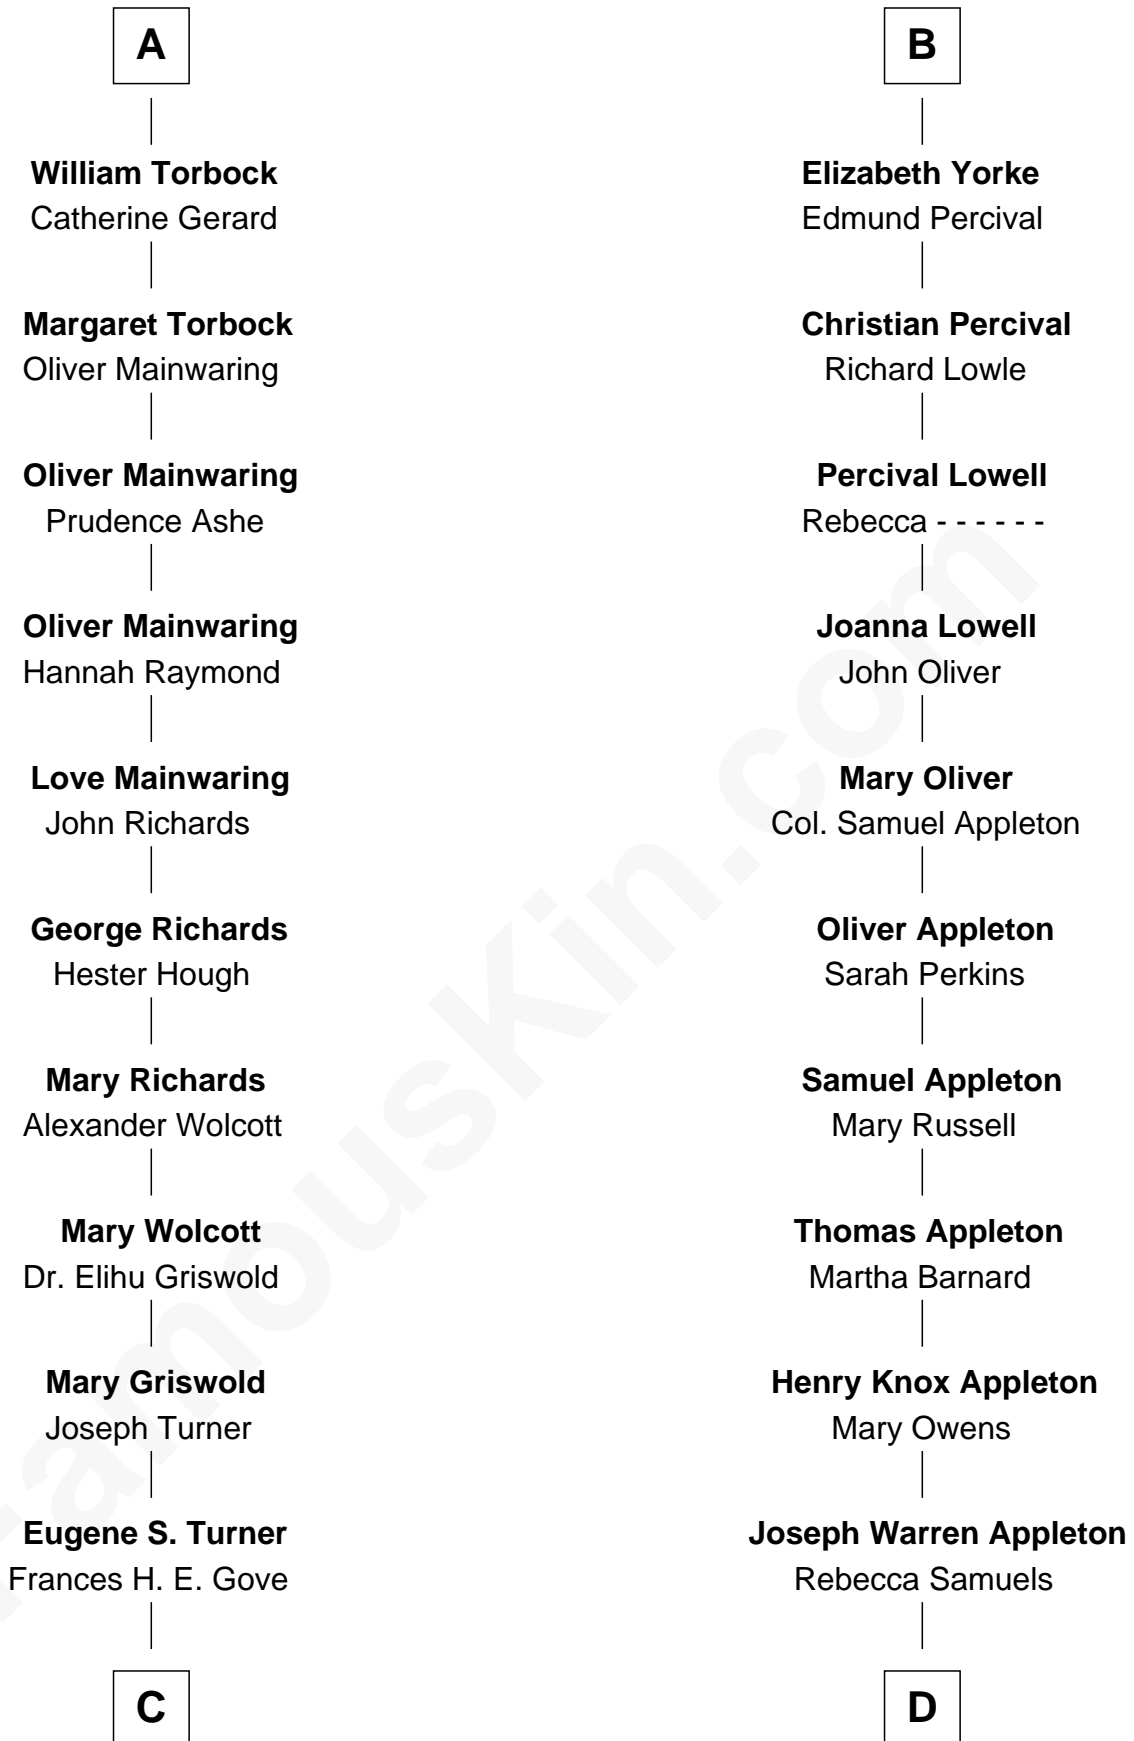 A
William Torbock
Catherine Gerard
Margaret Torbock
Oliver Mainwaring
Oliver Mainwaring
Prudence Ashe
Oliver Mainwaring
Hannah Raymond
Love Mainwaring
John Richards
George Richards
Hester Hough
Mary Richards
Alexander Wolcott
Mary Wolcott
Dr. Elihu Griswold
Mary Griswold
Joseph Turner
Eugene S. Turner
Frances H. E. Gove
C
B
Elizabeth Yorke
Edmund Percival
Christian Percival
Richard Lowle
Percival Lowell
Rebecca - - - - - -
Joanna Lowell
John Oliver
Mary Oliver
Col. Samuel Appleton
Oliver Appleton
Sarah Perkins
Samuel Appleton
Mary Russell
Thomas Appleton
Martha Barnard
Henry Knox Appleton
Mary Owens
Joseph Warren Appleton
Rebecca Samuels
D
FamousKin.com